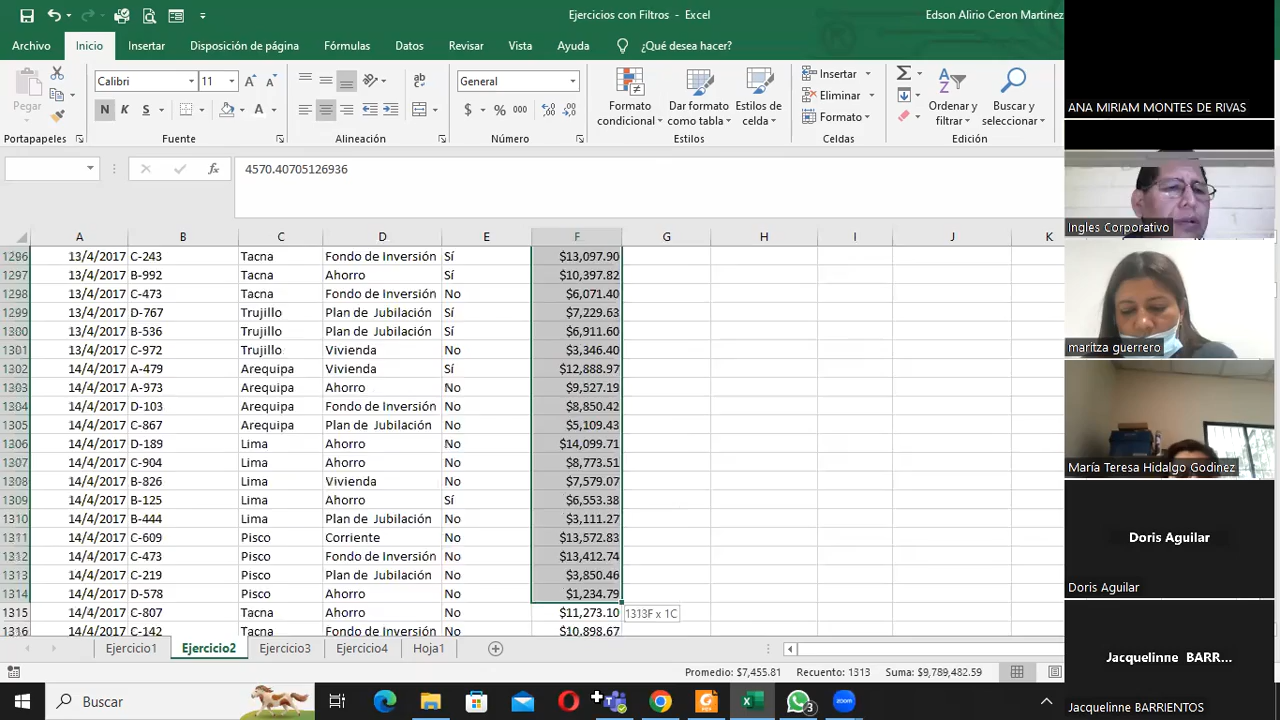 Ejercicios con Filtros - Excel
Edson Alirio Ceron Martinez
Archivo Inicio Insertar Disposición de página Fórmulas Datos Revisar Vista Ayuda ¿Qué desea hacer?
Pegar
Calibri 11
General
Formato condicional
Dar formato como tabla
Estilos de celda
Insertar
Eliminar
Formato
Ordenar y filtrar
Buscar y seleccionar
N K S
$ % 000
Portapapeles Fuente Alineación Número Estilos Celdas Edición
fx 4570.40705126936
A B C D E F G H I J K
1296 13/4/2017 C-243 Tacna Fondo de Inversión Sí $13,097.90
1297 13/4/2017 B-992 Tacna Ahorro Sí $10,397.82
1298 13/4/2017 C-473 Tacna Fondo de Inversión No $6,071.40
1299 13/4/2017 D-767 Trujillo Plan de Jubilación Sí $7,229.63
1300 13/4/2017 B-536 Trujillo Plan de Jubilación Sí $6,911.60
1301 13/4/2017 C-972 Trujillo Vivienda No $3,346.40
1302 14/4/2017 A-479 Arequipa Vivienda Sí $12,888.97
1303 14/4/2017 A-973 Arequipa Ahorro No $9,527.19
1304 14/4/2017 D-103 Arequipa Fondo de Inversión No $8,850.42
1305 14/4/2017 C-867 Arequipa Plan de Jubilación No $5,109.43
1306 14/4/2017 D-189 Lima Ahorro No $14,099.71
1307 14/4/2017 C-904 Lima Ahorro No $8,773.51
1308 14/4/2017 B-826 Lima Vivienda No $7,579.07
1309 14/4/2017 B-125 Lima Ahorro Sí $6,553.38
1310 14/4/2017 B-444 Lima Plan de Jubilación No $3,111.27
1311 14/4/2017 C-609 Pisco Corriente No $13,572.83
1312 14/4/2017 C-473 Pisco Fondo de Inversión No $13,412.74
1313 14/4/2017 C-219 Pisco Plan de Jubilación No $3,850.46
1314 14/4/2017 D-578 Pisco Plan de Jubilación No $1,234.79
1315 14/4/2017 C-807 Tacna Ahorro No $11,273.10
1313F x 1C
1316 14/4/2017 C-142 Tacna Fondo de Inversión No $10,898.67
Ejercicio1 Ejercicio2 Ejercicio3 Ejercicio4 Hoja1
Promedio: $7,455.81 Recuento: 1313 Suma: $9,789,482.59
Buscar
3
zoom
ANA MIRIAM MONTES DE RIVAS
Ingles Corporativo
maritza guerrero
María Teresa Hidalgo Godinez
Doris Aguilar
Doris Aguilar
Jacquelinne BARR...
Jacquelinne BARRIENTOS